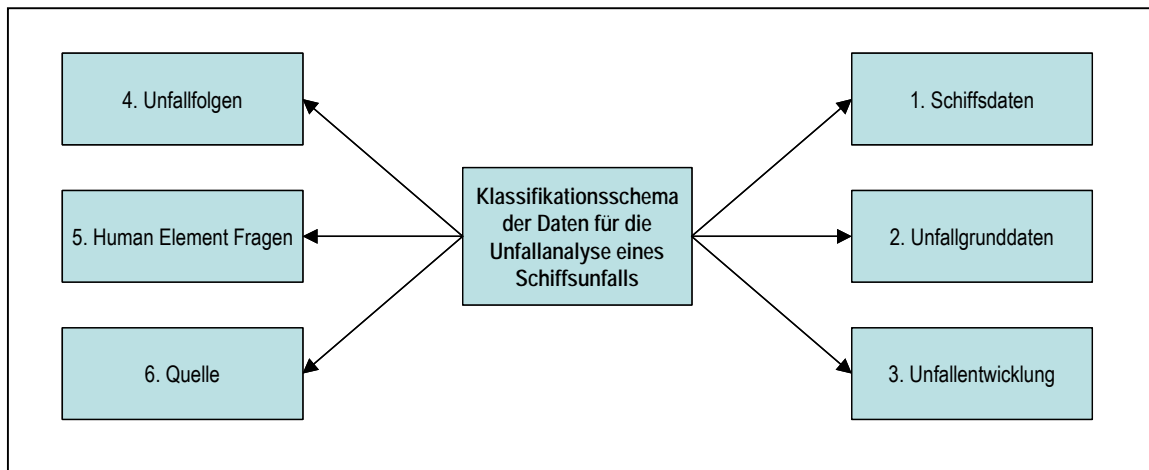 4. Unfallfolgen
5. Human Element Fragen
6. Quelle
Klassifikationsschema
der Daten für die
Unfallanalyse eines
Schiffsunfalls
1. Schiffsdaten
2. Unfallgrunddaten
3. Unfallentwicklung